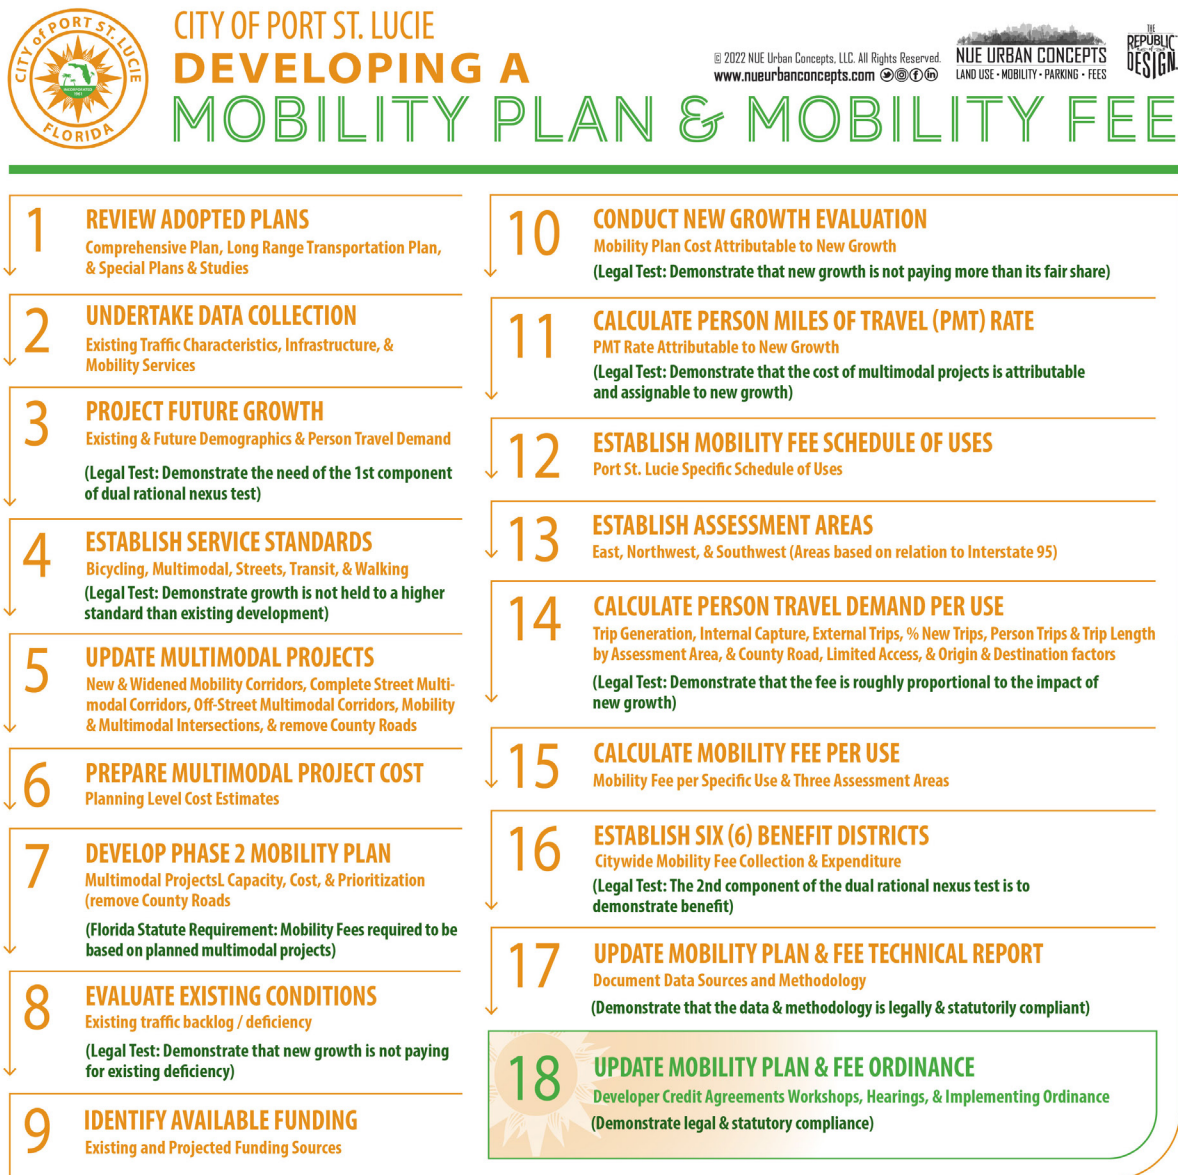 CITY of PORT ST. LUCIE
FLORIDA
CITY OF PORT ST. LUCIE
DEVELOPING A
MOBILITY PLAN & MOBILITY FEE
© 2022 NUE Urban Concepts, LLC. All Rights Reserved.
www.nueurbanconcepts.com
NUE URBAN CONCEPTS
LAND USE • MOBILITY • PARKING • FEES
THE
REPUBLIC
DESIGN
1
REVIEW ADOPTED PLANS
Comprehensive Plan, Long Range Transportation Plan,
& Special Plans & Studies
2
UNDERTAKE DATA COLLECTION
Existing Traffic Characteristics, Infrastructure, &
Mobility Services
3
PROJECT FUTURE GROWTH
Existing & Future Demographics & Person Travel Demand
(Legal Test: Demonstrate the need of the 1st component
of dual rational nexus test)
4
ESTABLISH SERVICE STANDARDS
Bicycling, Multimodal, Streets, Transit, & Walking
(Legal Test: Demonstrate growth is not held to a higher
standard than existing development)
5
UPDATE MULTIMODAL PROJECTS
New & Widened Mobility Corridors, Complete Street Multi-
modal Corridors, Off-Street Multimodal Corridors, Mobility
& Multimodal Intersections, & remove County Roads
6
PREPARE MULTIMODAL PROJECT COST
Planning Level Cost Estimates
7
DEVELOP PHASE 2 MOBILITY PLAN
Multimodal ProjectsL Capacity, Cost, & Prioritization
(remove County Roads
(Florida Statute Requirement: Mobility Fees required to be
based on planned multimodal projects)
8
EVALUATE EXISTING CONDITIONS
Existing traffic backlog / deficiency
(Legal Test: Demonstrate that new growth is not paying
for existing deficiency)
9
IDENTIFY AVAILABLE FUNDING
Existing and Projected Funding Sources
10
CONDUCT NEW GROWTH EVALUATION
Mobility Plan Cost Attributable to New Growth
(Legal Test: Demonstrate that new growth is not paying more than its fair share)
11
CALCULATE PERSON MILES OF TRAVEL (PMT) RATE
PMT Rate Attributable to New Growth
(Legal Test: Demonstrate that the cost of multimodal projects is attributable
and assignable to new growth)
12
ESTABLISH MOBILITY FEE SCHEDULE OF USES
Port St. Lucie Specific Schedule of Uses
13
ESTABLISH ASSESSMENT AREAS
East, Northwest, & Southwest (Areas based on relation to Interstate 95)
14
CALCULATE PERSON TRAVEL DEMAND PER USE
Trip Generation, Internal Capture, External Trips, % New Trips, Person Trips & Trip Length
by Assessment Area, & County Road, Limited Access, & Origin & Destination factors
(Legal Test: Demonstrate that the fee is roughly proportional to the impact of
new growth)
15
CALCULATE MOBILITY FEE PER USE
Mobility Fee per Specific Use & Three Assessment Areas
16
ESTABLISH SIX (6) BENEFIT DISTRICTS
Citywide Mobility Fee Collection & Expenditure
(Legal Test: The 2nd component of the dual rational nexus test is to
demonstrate benefit)
17
UPDATE MOBILITY PLAN & FEE TECHNICAL REPORT
Document Data Sources and Methodology
(Demonstrate that the data & methodology is legally & statutorily compliant)
18
UPDATE MOBILITY PLAN & FEE ORDINANCE
Developer Credit Agreements Workshops, Hearings, & Implementing Ordinance
(Demonstrate legal & statutory compliance)